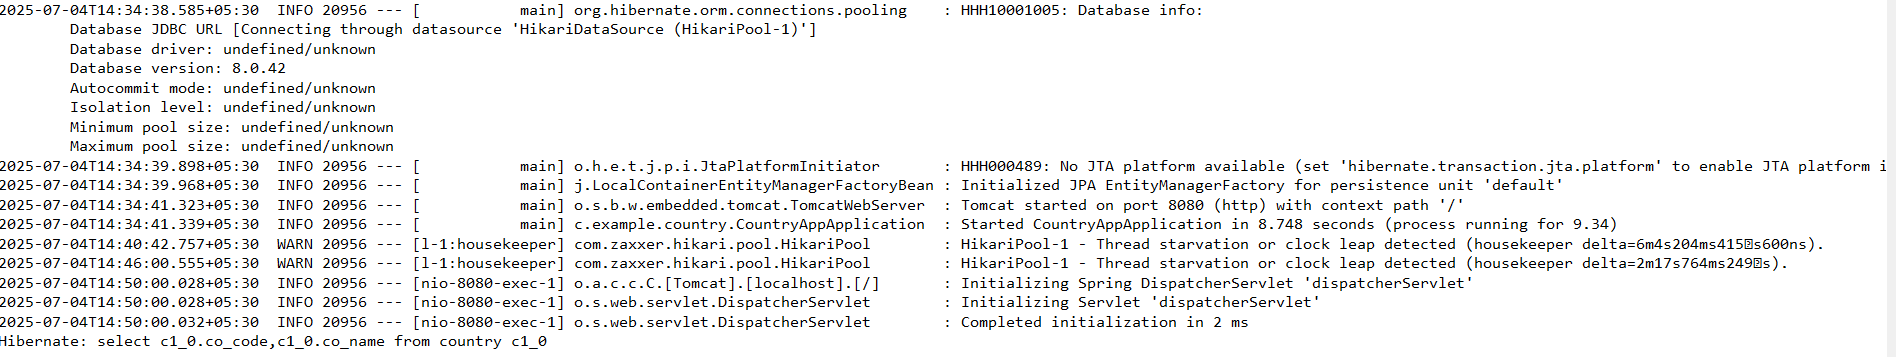 2025-07-04T14:34:38.585+05:30  INFO 20956 --- [           main] org.hibernate.orm.connections.pooling    : HHH10001005: Database info:
        Database JDBC URL [Connecting through datasource 'HikariDataSource (HikariPool-1)']
        Database driver: undefined/unknown
        Database version: 8.0.42
        Autocommit mode: undefined/unknown
        Isolation level: undefined/unknown
        Minimum pool size: undefined/unknown
        Maximum pool size: undefined/unknown
2025-07-04T14:34:39.898+05:30  INFO 20956 --- [           main] o.h.e.t.j.p.i.JtaPlatformInitiator       : HHH000489: No JTA platform available (set 'hibernate.transaction.jta.platform' to enable JTA platform i
2025-07-04T14:34:39.968+05:30  INFO 20956 --- [           main] j.LocalContainerEntityManagerFactoryBean : Initialized JPA EntityManagerFactory for persistence unit 'default'
2025-07-04T14:34:41.323+05:30  INFO 20956 --- [           main] o.s.b.w.embedded.tomcat.TomcatWebServer  : Tomcat started on port 8080 (http) with context path '/'
2025-07-04T14:34:41.339+05:30  INFO 20956 --- [           main] c.example.country.CountryAppApplication  : Started CountryAppApplication in 8.748 seconds (process running for 9.34)
2025-07-04T14:40:42.757+05:30  WARN 20956 --- [l-1:housekeeper] com.zaxxer.hikari.pool.HikariPool        : HikariPool-1 - Thread starvation or clock leap detected (housekeeper delta=6m4s204ms415�s600ns).
2025-07-04T14:46:00.555+05:30  WARN 20956 --- [l-1:housekeeper] com.zaxxer.hikari.pool.HikariPool        : HikariPool-1 - Thread starvation or clock leap detected (housekeeper delta=2m17s764ms249�s).
2025-07-04T14:50:00.028+05:30  INFO 20956 --- [nio-8080-exec-1] o.a.c.c.C.[Tomcat].[localhost].[/]       : Initializing Spring DispatcherServlet 'dispatcherServlet'
2025-07-04T14:50:00.028+05:30  INFO 20956 --- [nio-8080-exec-1] o.s.web.servlet.DispatcherServlet        : Initializing Servlet 'dispatcherServlet'
2025-07-04T14:50:00.032+05:30  INFO 20956 --- [nio-8080-exec-1] o.s.web.servlet.DispatcherServlet        : Completed initialization in 2 ms
Hibernate: select c1_0.co_code,c1_0.co_name from country c1_0